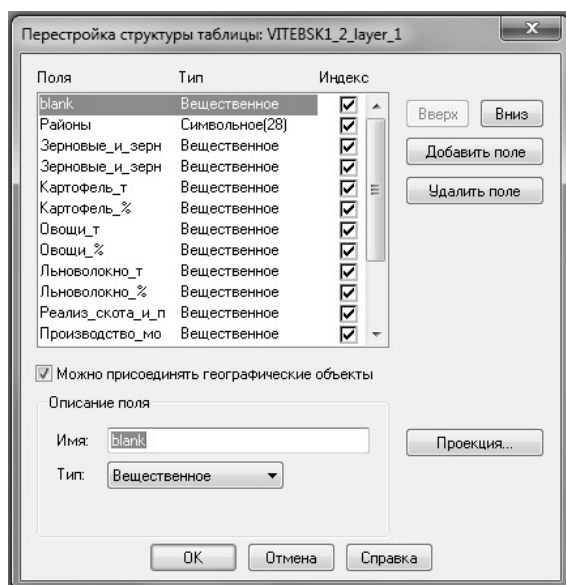 Перестройка структуры таблицы: VITEBSK1_2_layer_1
Поля Тип Индекс
blank Вещественное
Районы Символьное(28)
Зерновые_и_зерн Вещественное
Зерновые_и_зерн Вещественное
Картофель_т Вещественное
Картофель_% Вещественное
Овощи_т Вещественное
Овощи_% Вещественное
Льноволокно_т Вещественное
Льноволокно_% Вещественное
Реализ_скота_и_п Вещественное
Производство_мо Вещественное
Вверх Вниз
Добавить поле
Удалить поле
Можно присоединять географические объекты
Описание поля
Имя: blank
Тип: Вещественное
Проекция...
OK Отмена Справка